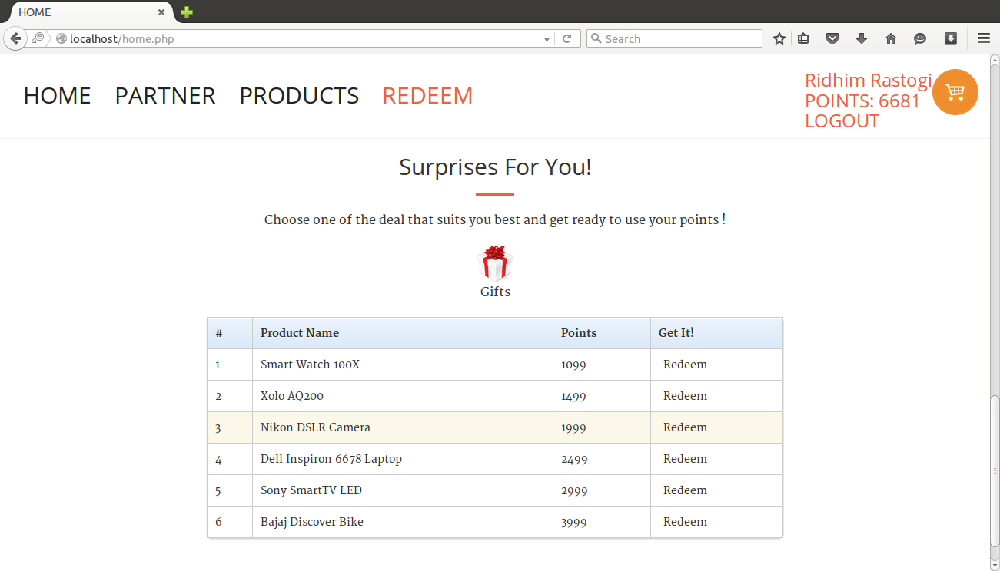 HOME
localhost/home.php
Search
HOME PARTNER PRODUCTS REDEEM
Ridhim Rastogi
POINTS: 6681
LOGOUT
Surprises For You!
Choose one of the deal that suits you best and get ready to use your points !
Gifts
# Product Name Points Get It!
1 Smart Watch 100X 1099 Redeem
2 Xolo AQ200 1499 Redeem
3 Nikon DSLR Camera 1999 Redeem
4 Dell Inspiron 6678 Laptop 2499 Redeem
5 Sony SmartTV LED 2999 Redeem
6 Bajaj Discover Bike 3999 Redeem